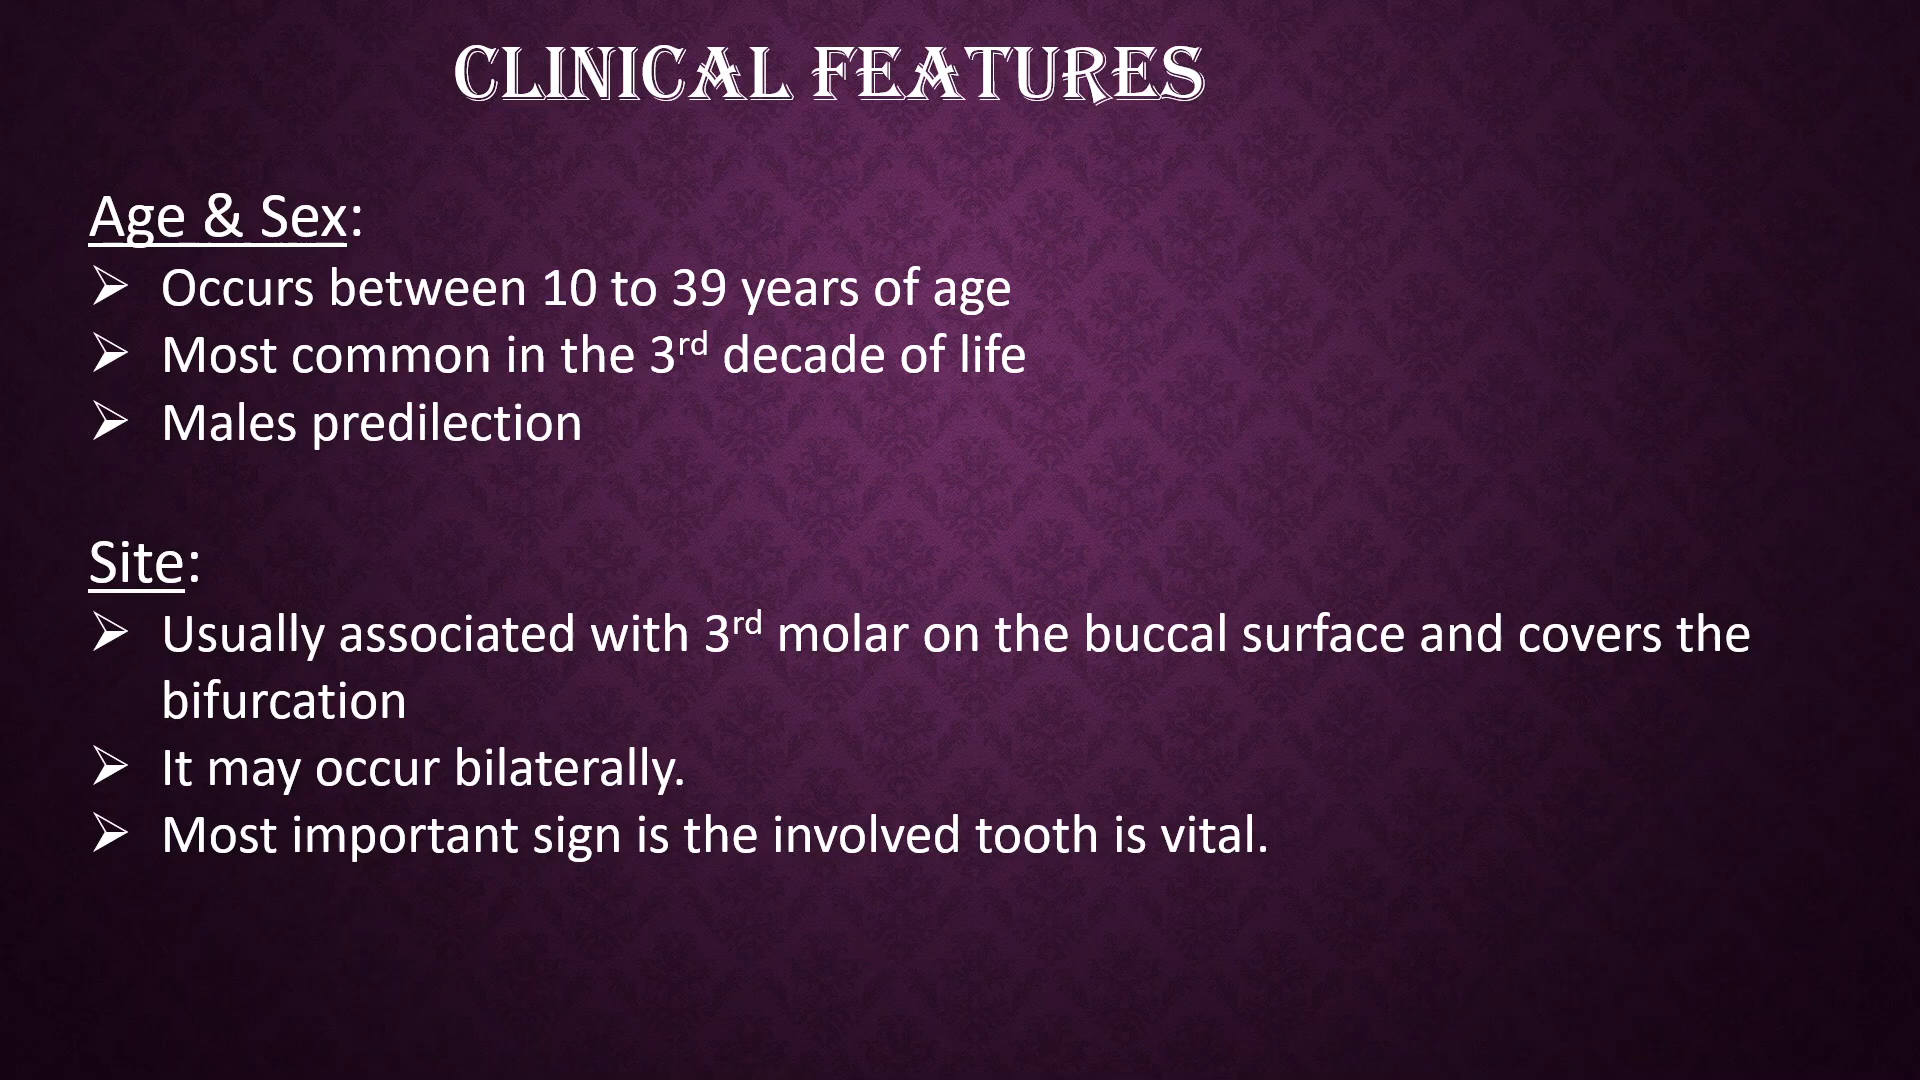 CLINICAL FEATURES
Age & Sex:
➢ Occurs between 10 to 39 years of age
➢ Most common in the 3rd decade of life
➢ Males predilection
Site:
➢ Usually associated with 3rd molar on the buccal surface and covers the
bifurcation
➢ It may occur bilaterally.
➢ Most important sign is the involved tooth is vital.